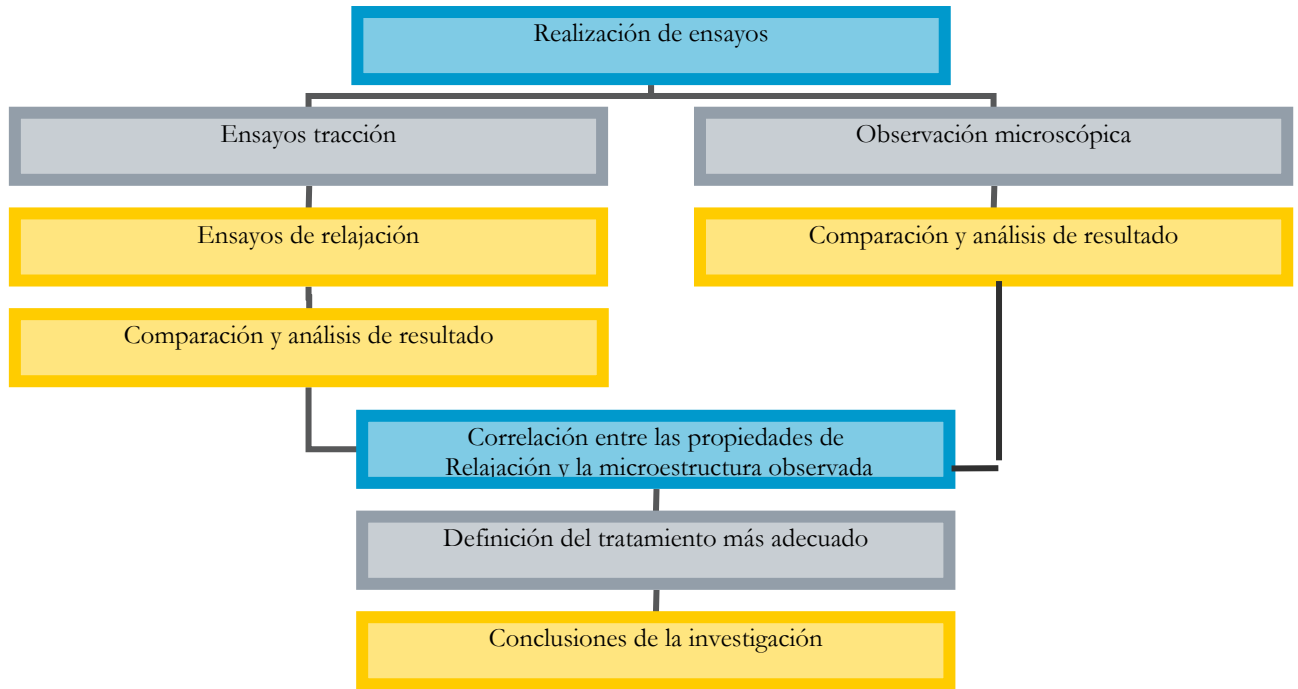 Realización de ensayos
Ensayos tracción
Observación microscópica
Ensayos de relajación
Comparación y análisis de resultado
Comparación y análisis de resultado
Correlación entre las propiedades de
Relajación y la microestructura observada
Definición del tratamiento más adecuado
Conclusiones de la investigación